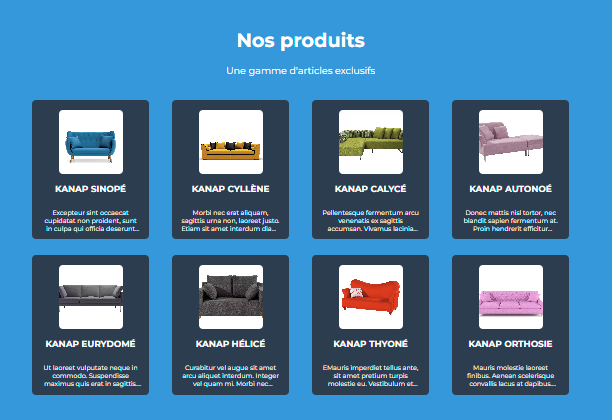 Nos produits
Une gamme d'articles exclusifs
KANAP SINOPÉ
Excepteur sint occaecat
cupidatat non proident, sunt
in culpa qui officia deserunt...
KANAP CYLLÈNE
Morbi nec erat aliquam,
sagittis urna non, laoreet justo.
Etiam sit amet interdum dia...
KANAP CALYCÉ
Pellentesque fermentum arcu
venenatis ex sagittis
accumsan. Vivamus lacinia...
KANAP AUTONOÉ
Donec mattis nisl tortor, nec
blandit sapien fermentum at.
Proin hendrerit efficitur...
KANAP EURYDOMÉ
Ut laoreet vulputate neque in
commodo. Suspendisse
maximus quis erat in sagittis...
KANAP HÉLICÉ
Curabitur vel augue sit amet
arcu aliquet interdum. Integer
vel quam mi. Morbi nec...
KANAP THYONÉ
EMauris imperdiet tellus ante,
sit amet pretium turpis
molestie eu. Vestibulum et...
KANAP ORTHOSIE
Mauris molestie laoreet
finibus. Aenean scelerisque
convallis lacus at dapibus...